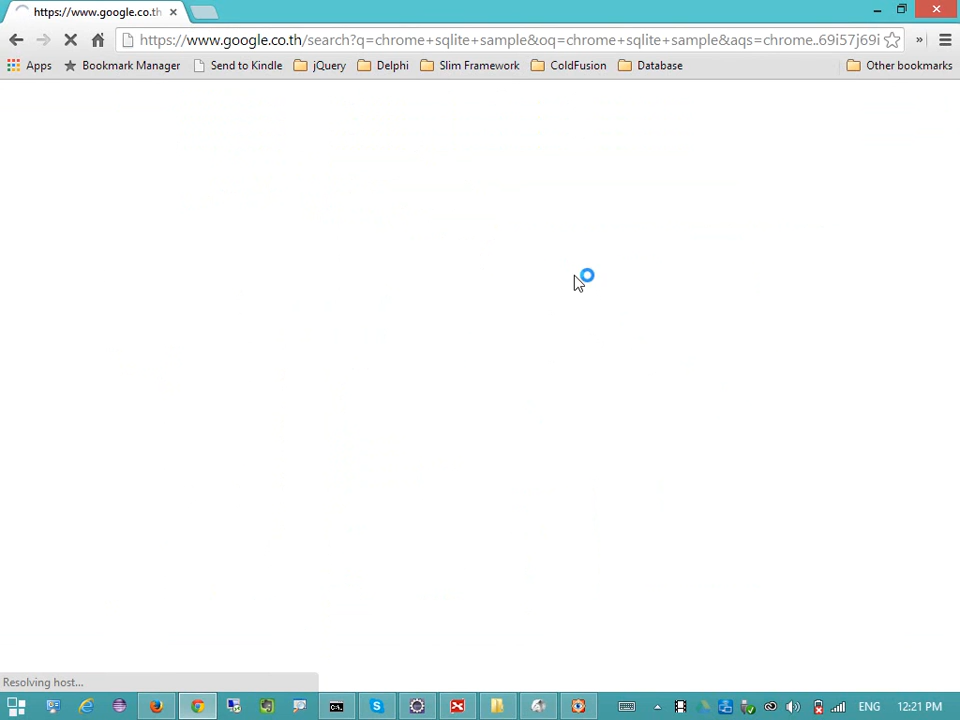 https://www.google.co.th
https://www.google.co.th/search?q=chrome+sqlite+sample&oq=chrome+sqlite+sample&aqs=chrome..69i57j69i
»
Apps Bookmark Manager Send to Kindle jQuery Delphi Slim Framework ColdFusion Database Other bookmarks
Resolving host...
ENG 12:21 PM